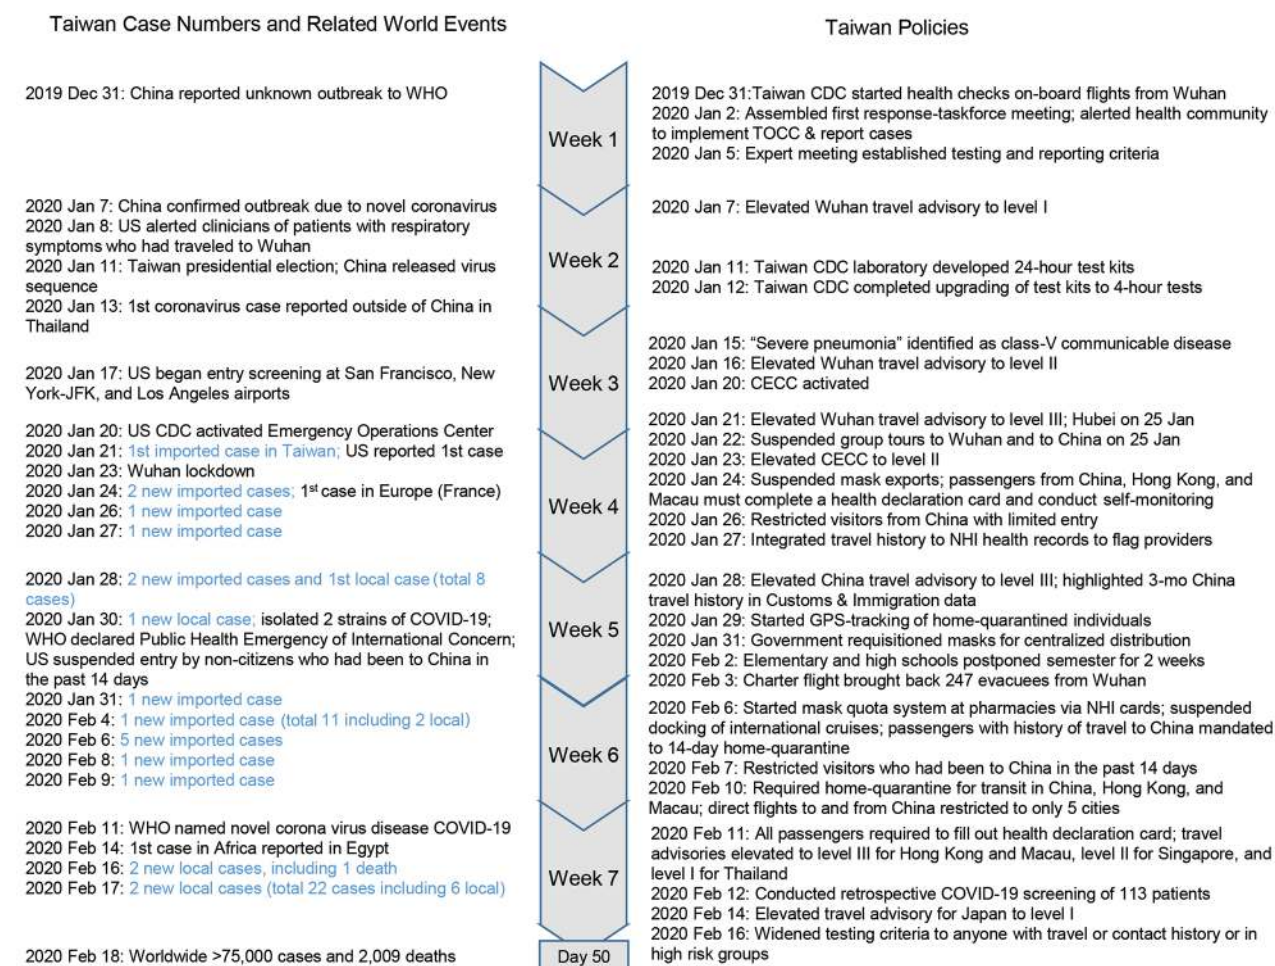 Taiwan Case Numbers and Related World Events
Taiwan Policies
2019 Dec 31: China reported unknown outbreak to WHO
Week 1
2019 Dec 31:Taiwan CDC started health checks on-board flights from Wuhan
2020 Jan 2: Assembled first response-taskforce meeting; alerted health community
to implement TOCC & report cases
2020 Jan 5: Expert meeting established testing and reporting criteria
2020 Jan 7: China confirmed outbreak due to novel coronavirus
2020 Jan 8: US alerted clinicians of patients with respiratory
symptoms who had traveled to Wuhan
2020 Jan 11: Taiwan presidential election; China released virus
sequence
2020 Jan 13: 1st coronavirus case reported outside of China in
Thailand
Week 2
2020 Jan 7: Elevated Wuhan travel advisory to level I
2020 Jan 11: Taiwan CDC laboratory developed 24-hour test kits
2020 Jan 12: Taiwan CDC completed upgrading of test kits to 4-hour tests
2020 Jan 17: US began entry screening at San Francisco, New
York-JFK, and Los Angeles airports
Week 3
2020 Jan 15: “Severe pneumonia” identified as class-V communicable disease
2020 Jan 16: Elevated Wuhan travel advisory to level II
2020 Jan 20: CECC activated
2020 Jan 20: US CDC activated Emergency Operations Center
2020 Jan 21: 1st imported case in Taiwan; US reported 1st case
2020 Jan 23: Wuhan lockdown
2020 Jan 24: 2 new imported cases; 1st case in Europe (France)
2020 Jan 26: 1 new imported case
2020 Jan 27: 1 new imported case
Week 4
2020 Jan 21: Elevated Wuhan travel advisory to level III; Hubei on 25 Jan
2020 Jan 22: Suspended group tours to Wuhan and to China on 25 Jan
2020 Jan 23: Elevated CECC to level II
2020 Jan 24: Suspended mask exports; passengers from China, Hong Kong, and
Macau must complete a health declaration card and conduct self-monitoring
2020 Jan 26: Restricted visitors from China with limited entry
2020 Jan 27: Integrated travel history to NHI health records to flag providers
2020 Jan 28: 2 new imported cases and 1st local case (total 8
cases)
2020 Jan 30: 1 new local case; isolated 2 strains of COVID-19;
WHO declared Public Health Emergency of International Concern;
US suspended entry by non-citizens who had been to China in
the past 14 days
2020 Jan 31: 1 new imported case
2020 Feb 4: 1 new imported case (total 11 including 2 local)
2020 Feb 6: 5 new imported cases
2020 Feb 8: 1 new imported case
2020 Feb 9: 1 new imported case
Week 5
2020 Jan 28: Elevated China travel advisory to level III; highlighted 3-mo China
travel history in Customs & Immigration data
2020 Jan 29: Started GPS-tracking of home-quarantined individuals
2020 Jan 31: Government requisitioned masks for centralized distribution
2020 Feb 2: Elementary and high schools postponed semester for 2 weeks
2020 Feb 3: Charter flight brought back 247 evacuees from Wuhan
Week 6
2020 Feb 6: Started mask quota system at pharmacies via NHI cards; suspended
docking of international cruises; passengers with history of travel to China mandated
to 14-day home-quarantine
2020 Feb 7: Restricted visitors who had been to China in the past 14 days
2020 Feb 10: Required home-quarantine for transit in China, Hong Kong, and
Macau; direct flights to and from China restricted to only 5 cities
2020 Feb 11: WHO named novel corona virus disease COVID-19
2020 Feb 14: 1st case in Africa reported in Egypt
2020 Feb 16: 2 new local cases, including 1 death
2020 Feb 17: 2 new local cases (total 22 cases including 6 local)
Week 7
2020 Feb 11: All passengers required to fill out health declaration card; travel
advisories elevated to level III for Hong Kong and Macau, level II for Singapore, and
level I for Thailand
2020 Feb 12: Conducted retrospective COVID-19 screening of 113 patients
2020 Feb 14: Elevated travel advisory for Japan to level I
2020 Feb 16: Widened testing criteria to anyone with travel or contact history or in
high risk groups
2020 Feb 18: Worldwide >75,000 cases and 2,009 deaths
Day 50